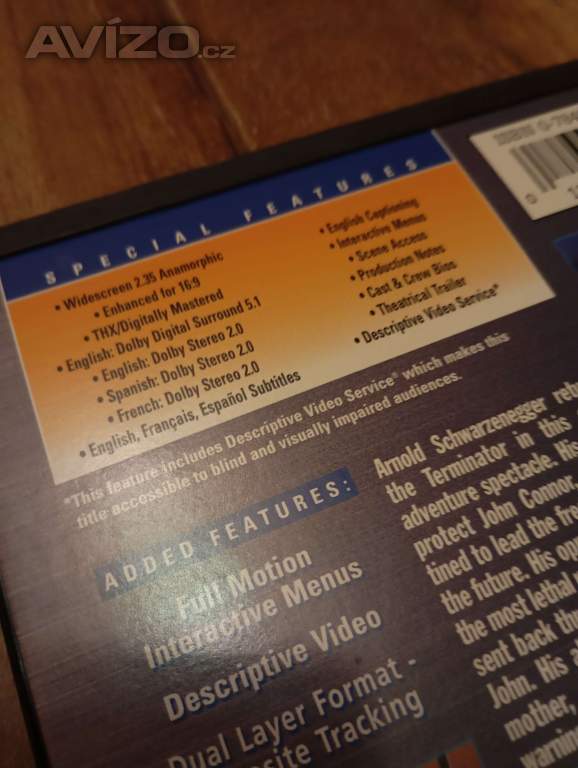 AVÍZO.cz
SPECIAL FEATURES
• Widescreen 2.35 Anamorphic
• Enhanced for 16:9
• THX/Digitally Mastered
• English: Dolby Digital Surround 5.1
• English: Dolby Stereo 2.0
• Spanish: Dolby Stereo 2.0
• French: Dolby Stereo 2.0
• English, Français, Español Subtitles
• English Captioning
• Interactive Menus
• Scene Access
• Production Notes
• Cast & Crew Bios
• Theatrical Trailer
• Descriptive Video Service*
*This feature includes Descriptive Video Service® which makes this
title accessible to blind and visually impaired audiences.
ADDED FEATURES:
Full Motion
Interactive Menus
Descriptive Video
Dual Layer Format -
Tracking
Arnold Schwarzenegger
the Terminator in this
adventure spectacle. His
protect John Connor,
tined to lead the
the future. His
the most lethal
sent back
John. His
mother,
ISBN 0-784
0